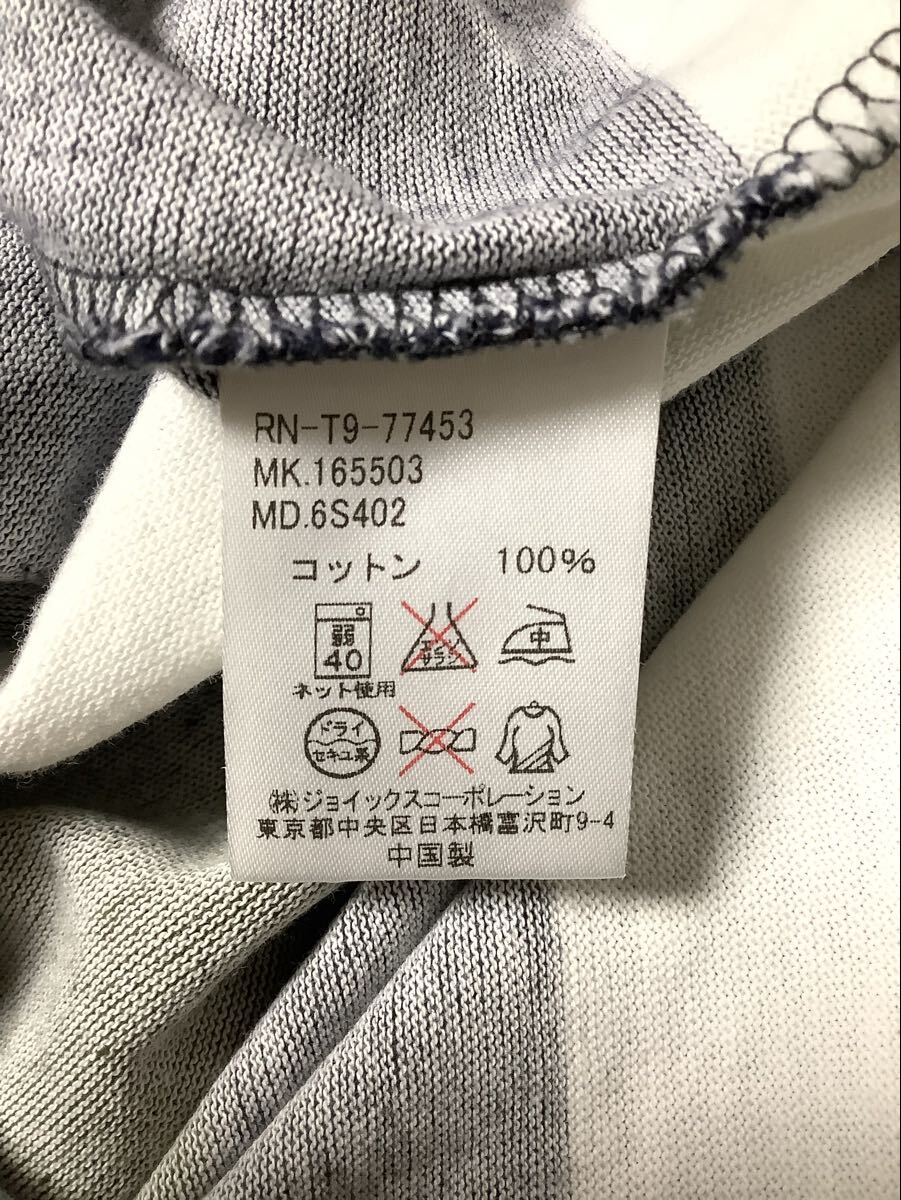 RN-T9-77453
MK.165503
MD.6S402
コットン 100%
弱 エンソ 中
40 サラシ
ネット使用
ドライ
セキユ系
(株)ジョイックスコーポレーション
東京都中央区日本橋富沢町9-4
中国製